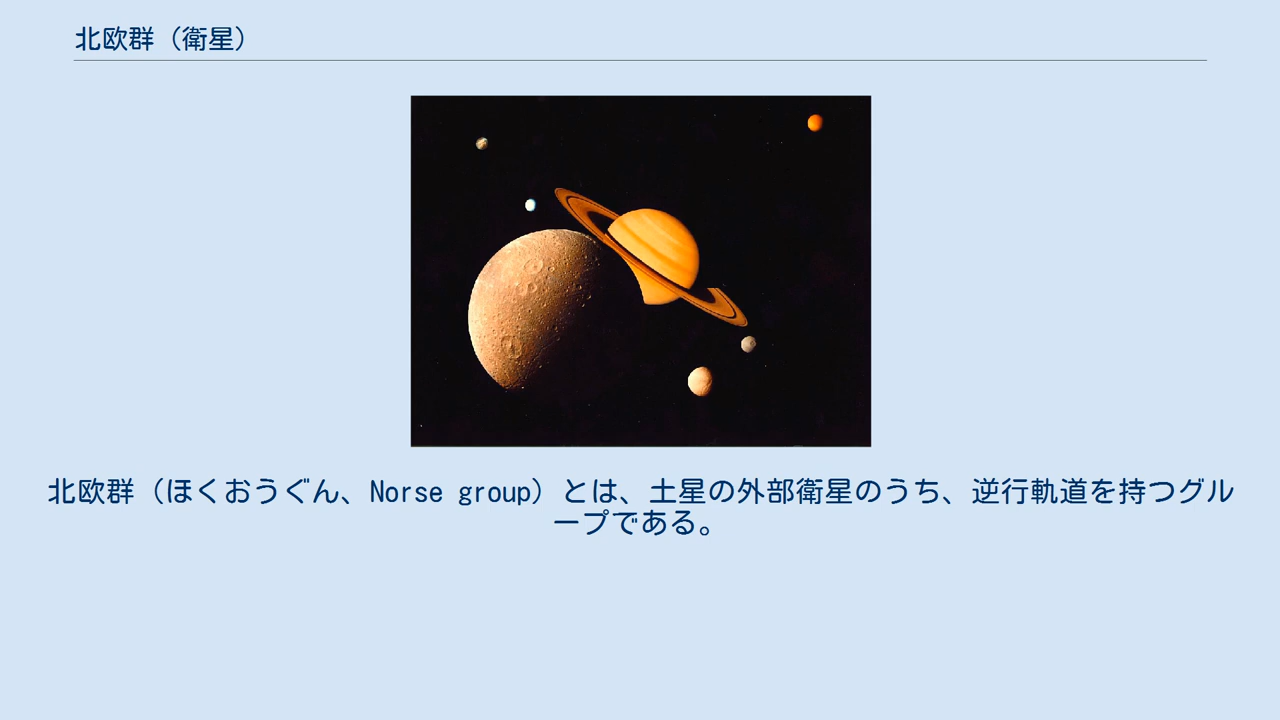 北欧群（衛星）
北欧群（ほくおうぐん、Norse group）とは、土星の外部衛星のうち、逆行軌道を持つグル
ープである。